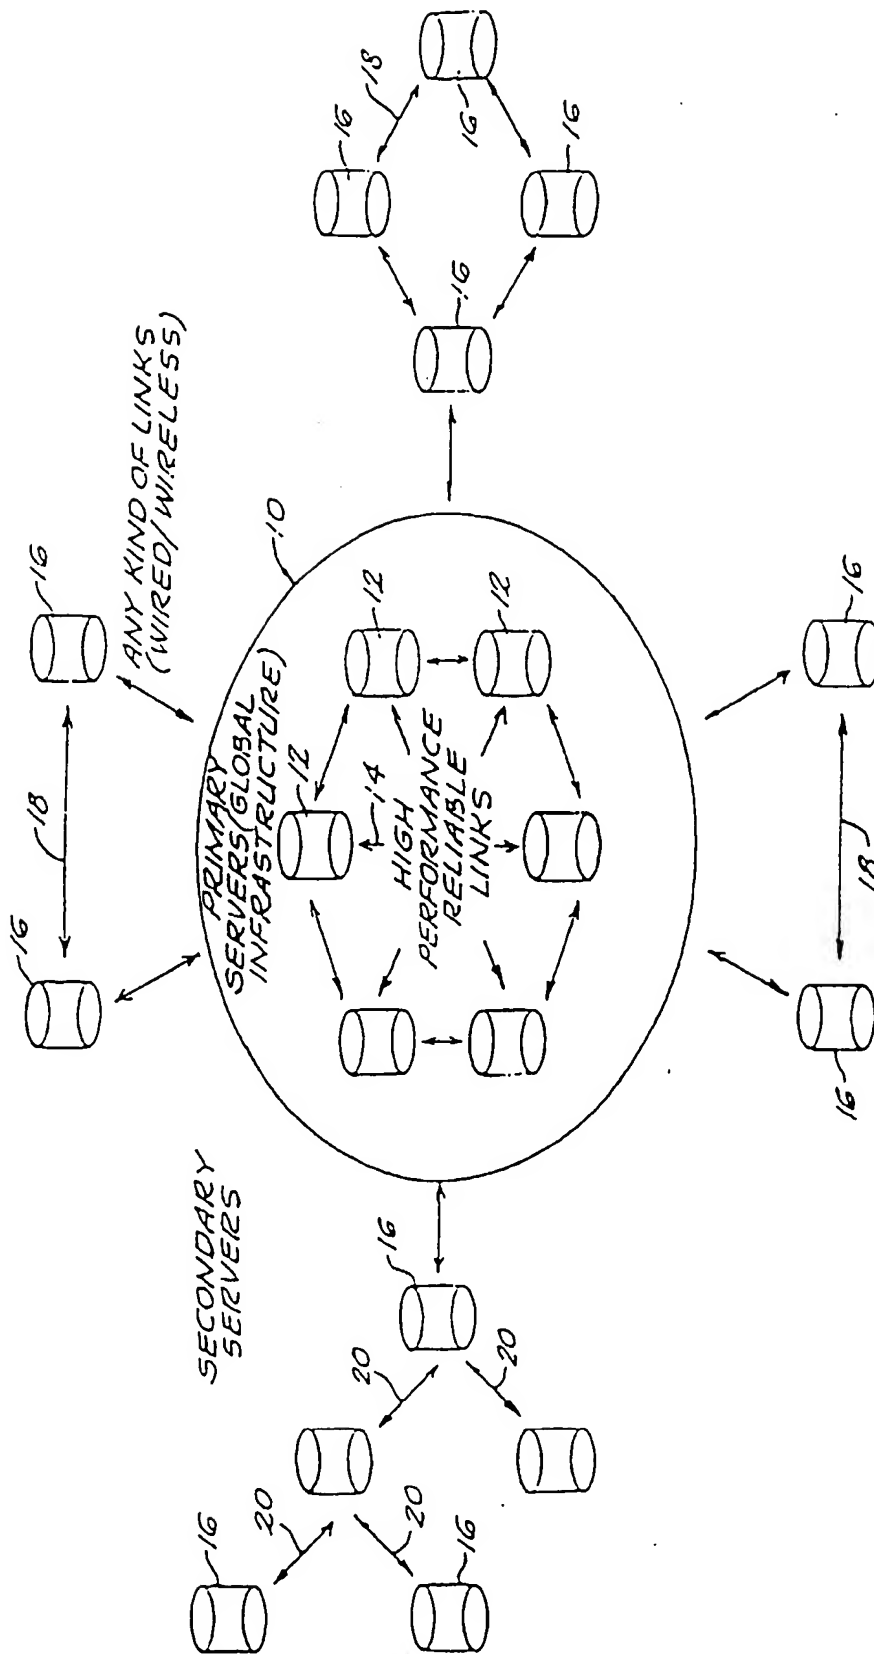 16
18
16
ANY KIND OF LINKS
(WIRED/WIRELESS)
SECONDARY
SERVERS
16
PRIMARY
SERVERS(GLOBAL
INFRASTRUCTURE)
10
20
12
16
20
16
14
12
18
HIGH
PERFORMANCE
RELIABLE
LINKS
20
16
16
16
20
12
16
16
18
16